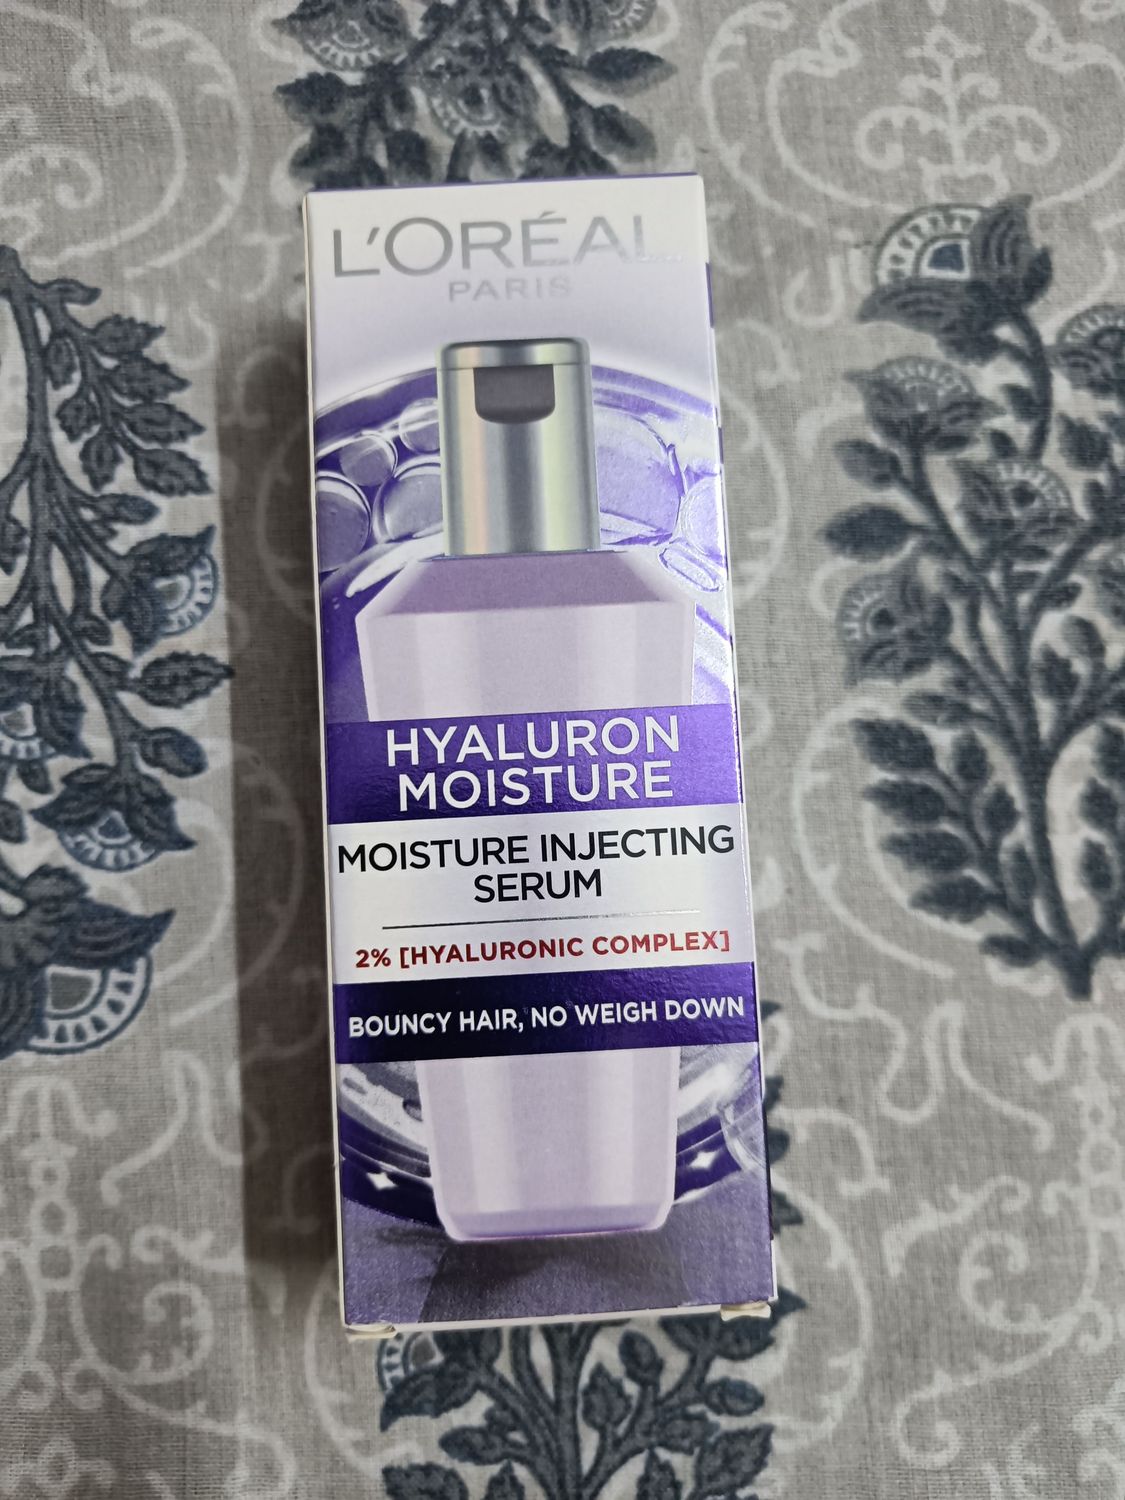 L'ORÉAL
PARIS
HYALURON
MOISTURE
MOISTURE INJECTING
SERUM
2% [HYALURONIC COMPLEX]
BOUNCY HAIR, NO WEIGH DOWN